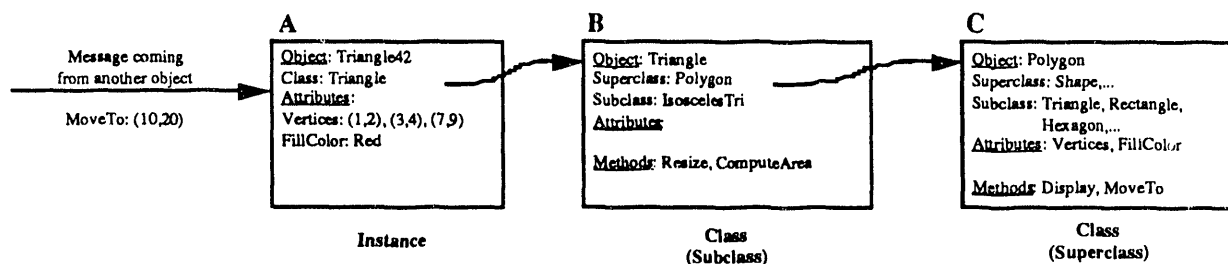 Message coming
from another object
MoveTo: (10,20)
A
Object: Triangle42
Class: Triangle
Attributes:
Vertices: (1,2), (3,4), (7,9)
FillColor: Red
Instance
B
Object: Triangle
Superclass: Polygon
Subclass: IsoscelesTri
Attributes:
Methods: Resize, ComputeArea
Class
(Subclass)
C
Object: Polygon
Superclass: Shape,...
Subclass: Triangle, Rectangle,
Hexagon,...
Attributes: Vertices, FillColor
Methods: Display, MoveTo
Class
(Superclass)